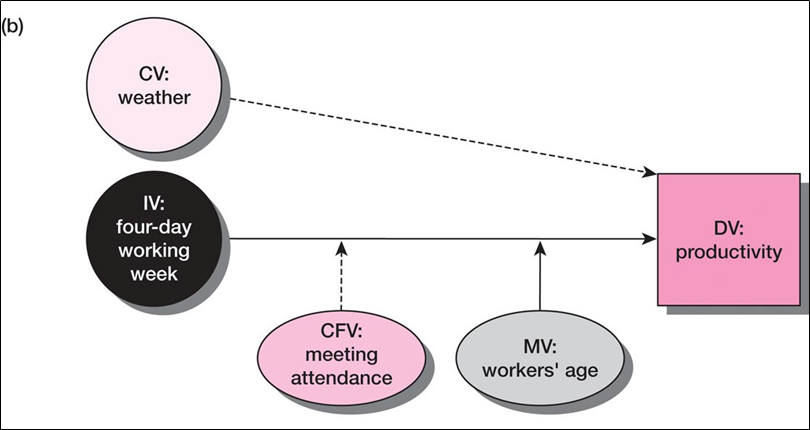 (b)
CV:
weather
IV:
four-day
working
week
DV:
productivity
CFV:
meeting
attendance
MV:
workers' age